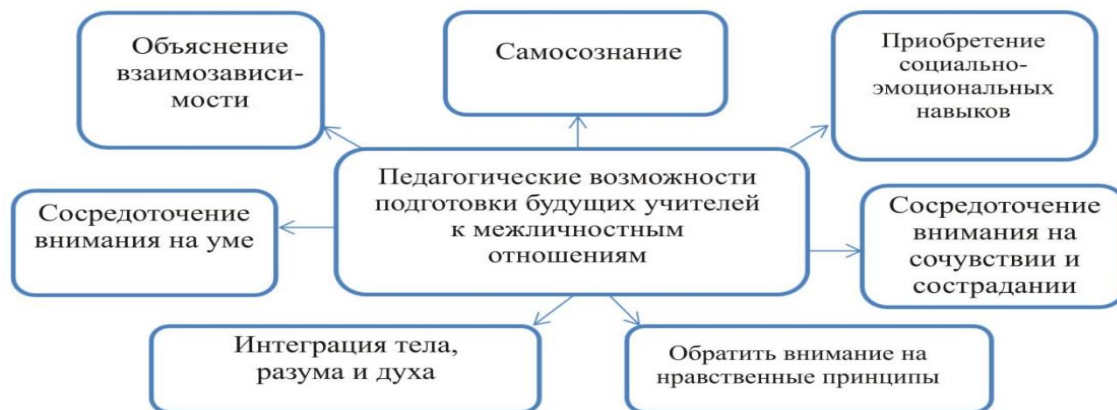 Объяснение
взаимозависи-
мости
Самосознание
Приобретение
социально-
эмоциональных
навыков
Педагогические возможности
подготовки будущих учителей
к межличностным
отношениям
Сосредоточение
внимания на уме
Сосредоточение
внимания на
сочувствии и
сострадании
Интеграция тела,
разума и духа
Обратить внимание на
нравственные принципы